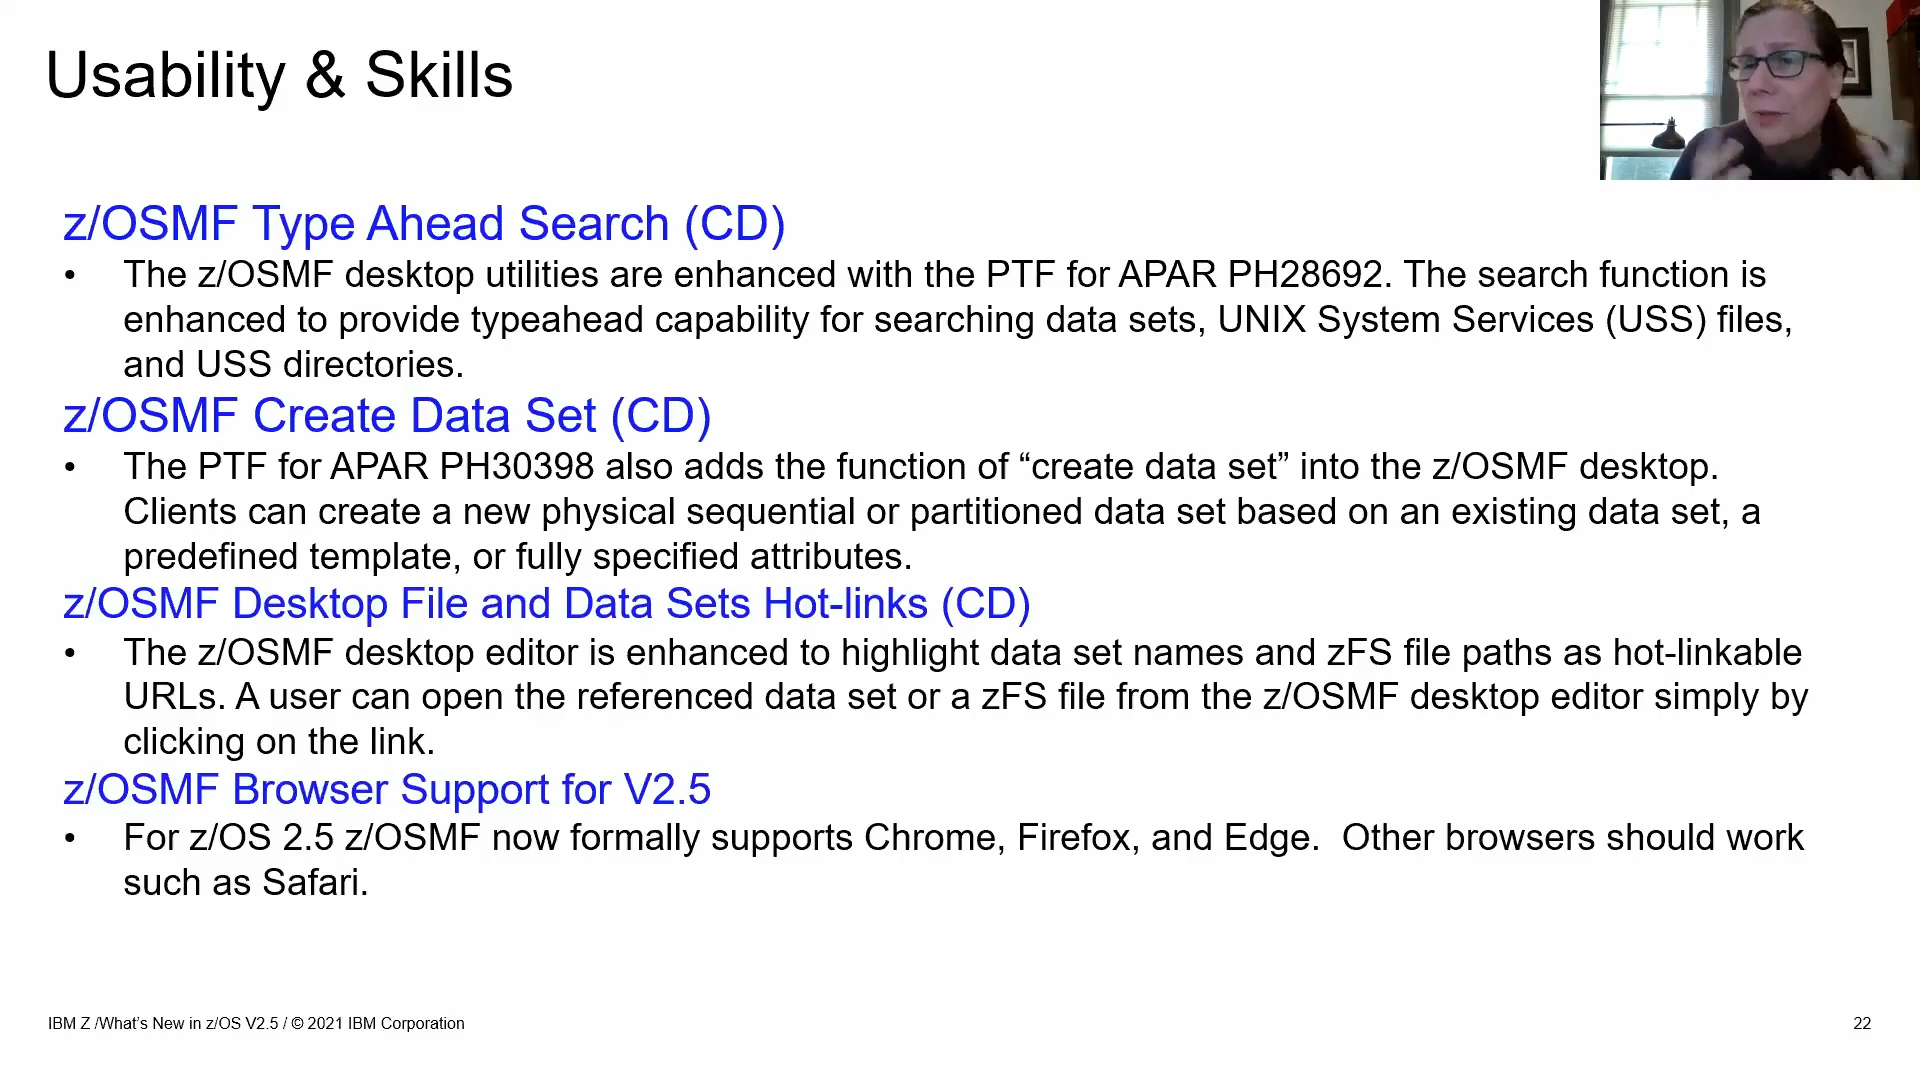 Usability & Skills
z/OSMF Type Ahead Search (CD)
• The z/OSMF desktop utilities are enhanced with the PTF for APAR PH28692. The search function is
enhanced to provide typeahead capability for searching data sets, UNIX System Services (USS) files,
and USS directories.
z/OSMF Create Data Set (CD)
• The PTF for APAR PH30398 also adds the function of “create data set” into the z/OSMF desktop.
Clients can create a new physical sequential or partitioned data set based on an existing data set, a
predefined template, or fully specified attributes.
z/OSMF Desktop File and Data Sets Hot-links (CD)
• The z/OSMF desktop editor is enhanced to highlight data set names and zFS file paths as hot-linkable
URLs. A user can open the referenced data set or a zFS file from the z/OSMF desktop editor simply by
clicking on the link.
z/OSMF Browser Support for V2.5
• For z/OS 2.5 z/OSMF now formally supports Chrome, Firefox, and Edge.  Other browsers should work
such as Safari.
IBM Z /What’s New in z/OS V2.5 / © 2021 IBM Corporation
22